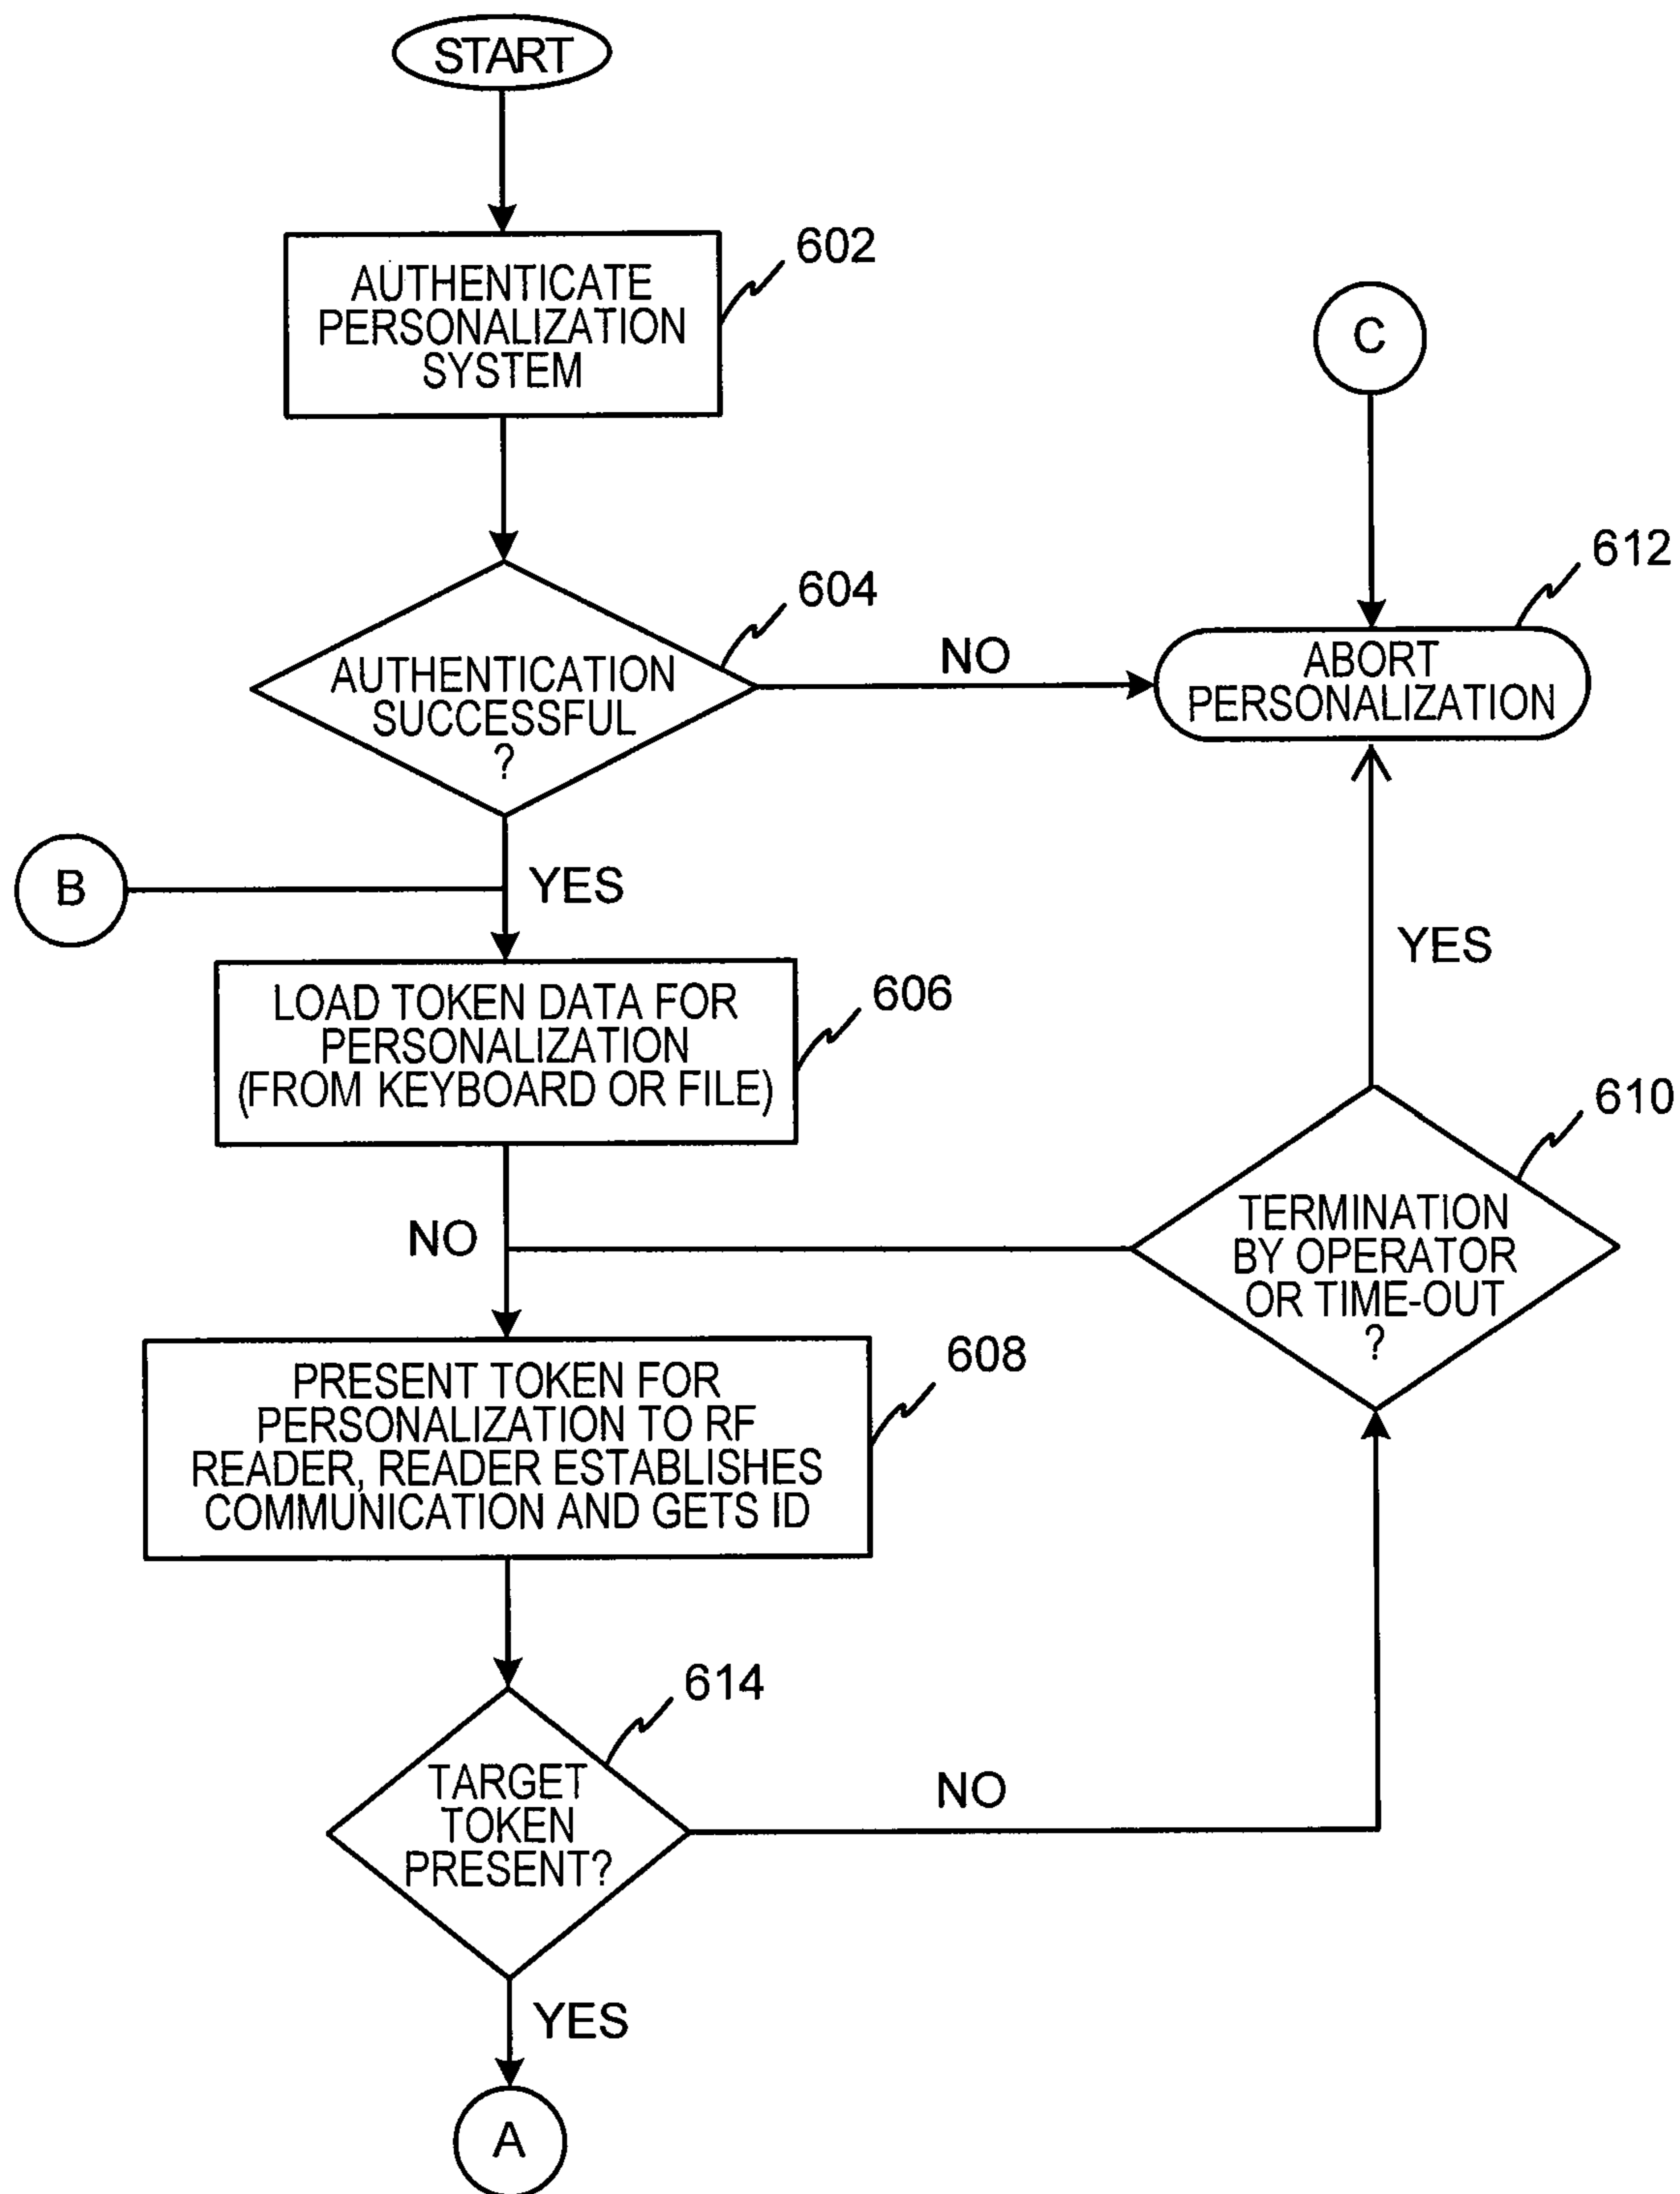 START
AUTHENTICATE
PERSONALIZATION
SYSTEM
602
C
AUTHENTICATION
SUCCESSFUL
?
604
NO
ABORT
PERSONALIZATION
612
B
YES
YES
LOAD TOKEN DATA FOR
PERSONALIZATION
(FROM KEYBOARD OR FILE)
606
NO
TERMINATION
BY OPERATOR
OR TIME-OUT
?
610
PRESENT TOKEN FOR
PERSONALIZATION TO RF
READER, READER ESTABLISHES
COMMUNICATION AND GETS ID
608
TARGET
TOKEN
PRESENT?
614
NO
YES
A